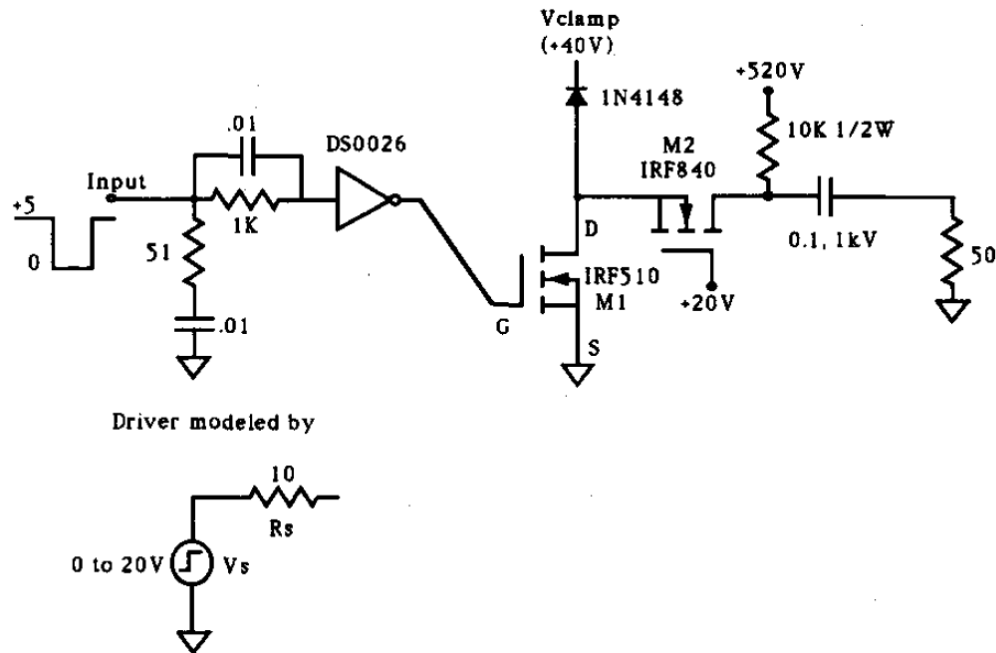 Vclamp
(+40V)
1N4148
+520V
10K 1/2W
M2
IRF840
.01
DS0026
Input
+5
0
1K
51
.01
D
IRF510
M1
G
S
+20V
0.1, 1kV
50
Driver modeled by
10
Rs
0 to 20V
Vs